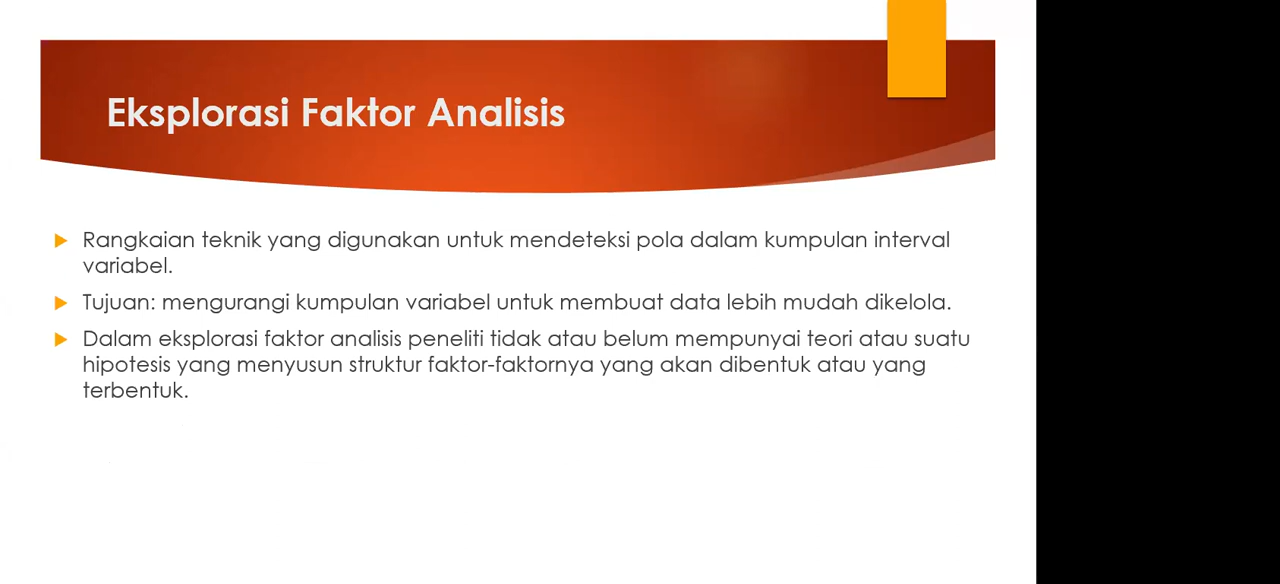 Eksplorasi Faktor Analisis
Rangkaian teknik yang digunakan untuk mendeteksi pola dalam kumpulan interval
variabel.
Tujuan: mengurangi kumpulan variabel untuk membuat data lebih mudah dikelola.
Dalam eksplorasi faktor analisis peneliti tidak atau belum mempunyai teori atau suatu
hipotesis yang menyusun struktur faktor-faktornya yang akan dibentuk atau yang
terbentuk.